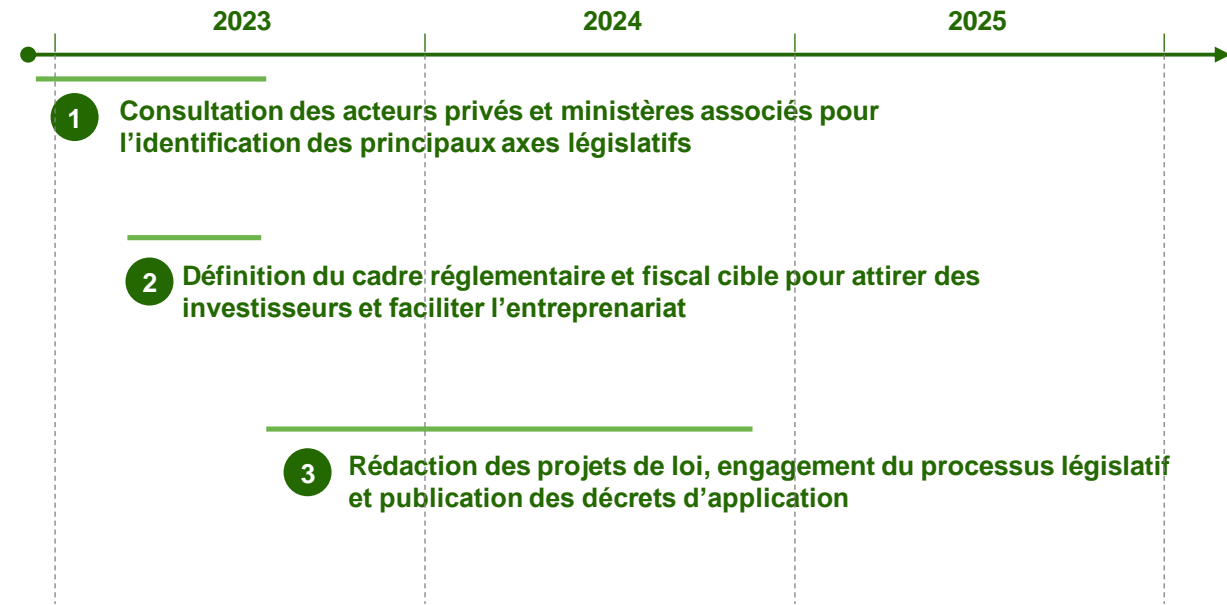 2023 2024 2025
1 Consultation des acteurs privés et ministères associés pour
l’identification des principaux axes législatifs
2 Définition du cadre réglementaire et fiscal cible pour attirer des
investisseurs et faciliter l’entreprenariat
3 Rédaction des projets de loi, engagement du processus législatif
et publication des décrets d’application